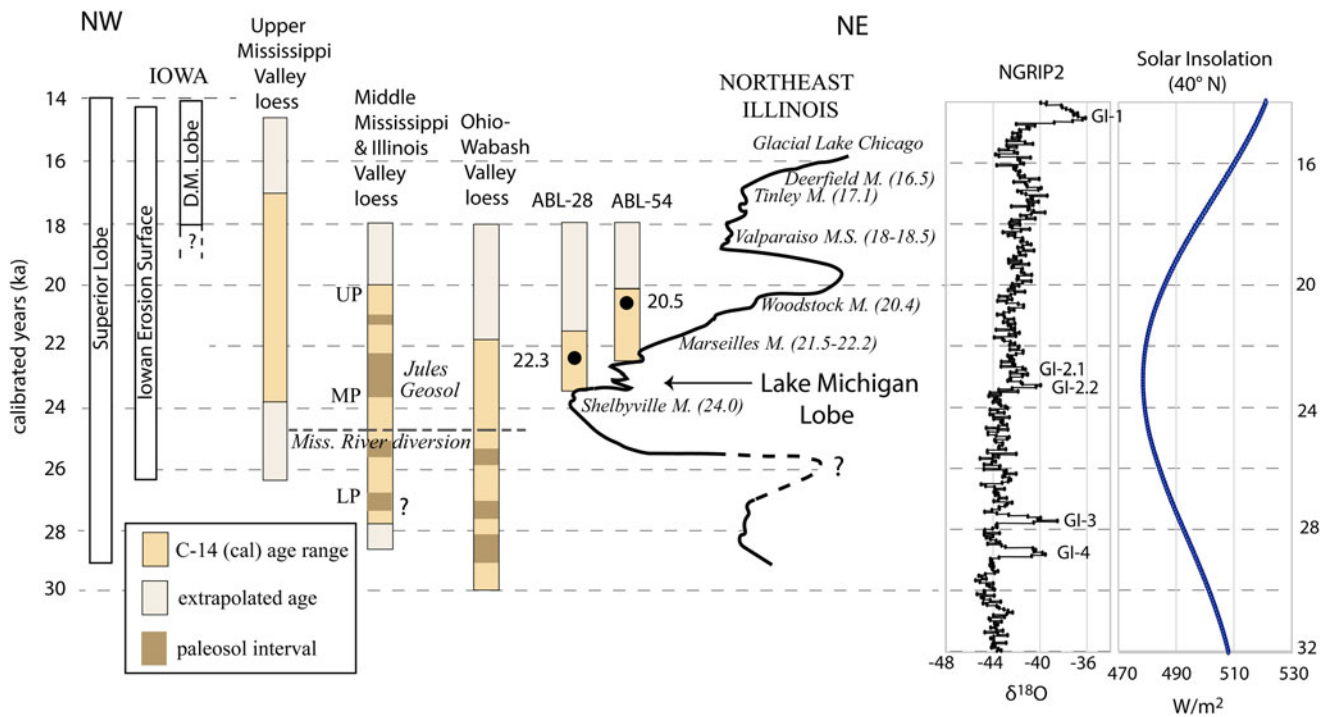 NW
NE
IOWA
Upper
Mississippi
Valley
loess
Middle
Mississippi
& Illinois
Valley
loess
Ohio-
Wabash
Valley
loess
ABL-28
ABL-54
NORTHEAST
ILLINOIS
NGRIP2
Solar Insolation
(40° N)
calibrated years (ka)
14
16
18
20
22
24
26
28
30
Superior Lobe
Iowan Erosion Surface
D.M. Lobe
?
UP
MP
LP
?
Jules
Geosol
Miss. River diversion
22.3
20.5
Glacial Lake Chicago
Deerfield M. (16.5)
Tinley M. (17.1)
Valparaiso M.S. (18-18.5)
Woodstock M. (20.4)
Marseilles M. (21.5-22.2)
Lake Michigan
Lobe
Shelbyville M. (24.0)
?
GI-1
GI-2.1
GI-2.2
GI-3
GI-4
16
18
20
24
28
32
-48
-44
-40
-36
δ18O
470
490
510
530
W/m2
C-14 (cal) age range
extrapolated age
paleosol interval